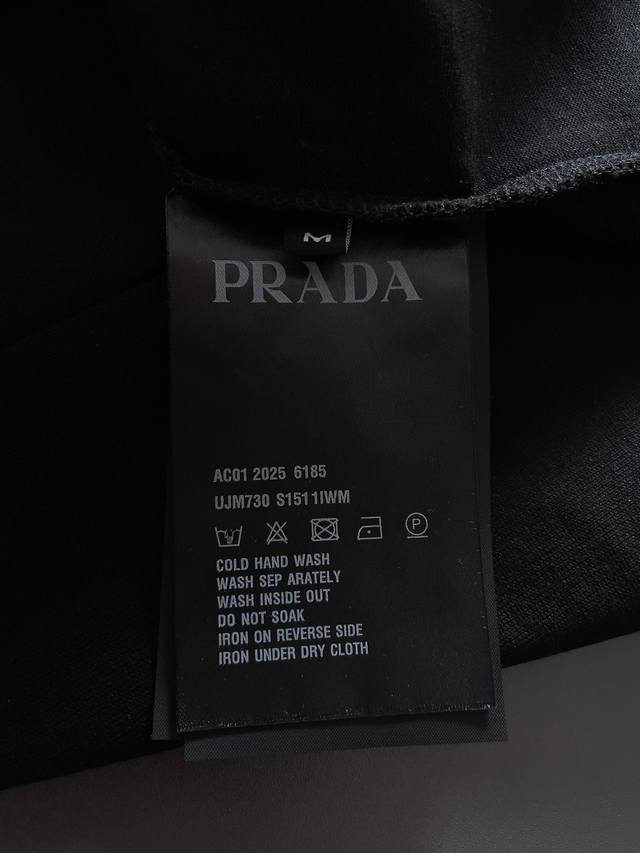 M
PRADA
AC01 2025 6185
UJM730 S1511IWM
P
COLD HAND WASH
WASH SEP ARATELY
WASH INSIDE OUT
DO NOT SOAK
IRON ON REVERSE SIDE
IRON UNDER DRY CLOTH